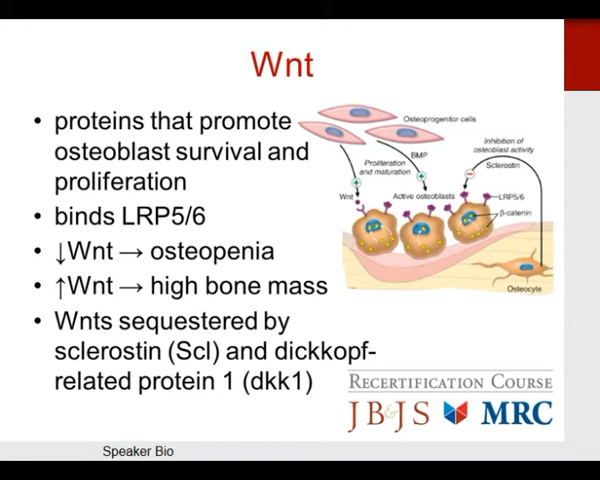 Wnt
• proteins that promote
osteoblast survival and
proliferation
• binds LRP5/6
• ↓Wnt → osteopenia
• ↑Wnt → high bone mass
• Wnts sequestered by
sclerostin (Scl) and dickkopf-
related protein 1 (dkk1)
Osteoprogenitor cells
BMP
Proliferation
and maturation
Inhibition of
osteoblast activity
Sclerostin
Wnt
Active osteoblasts
LRP5/6
β-catenin
Osteocyte
RECERTIFICATION COURSE
JB&JS MRC
Speaker Bio